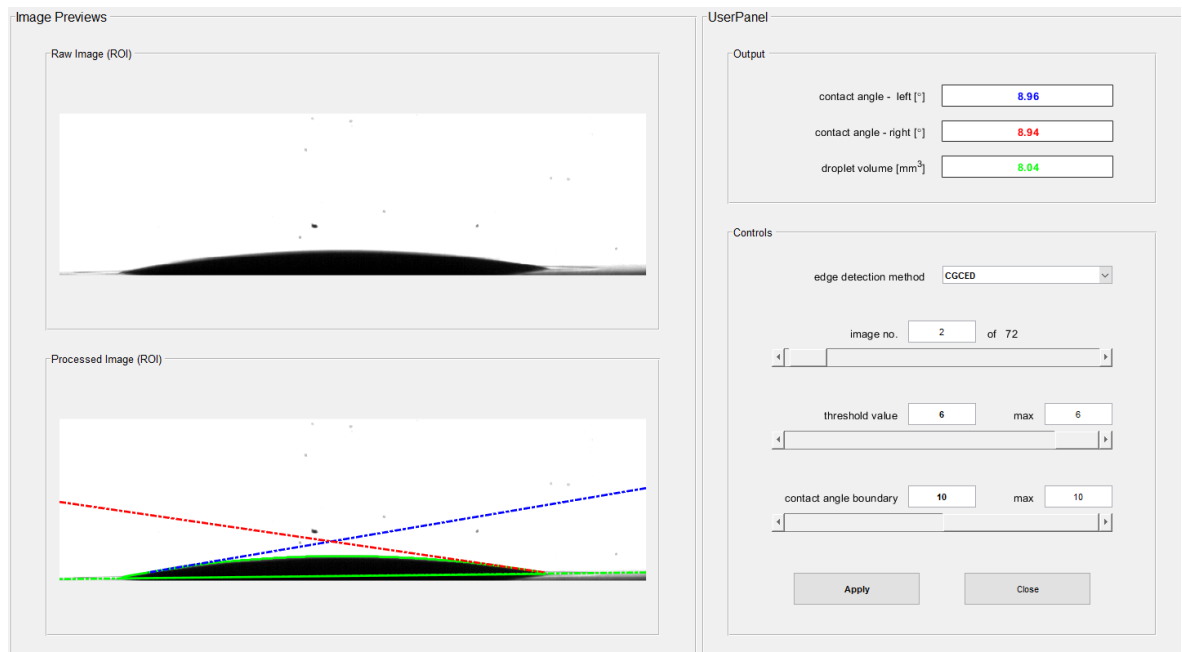 Image Previews
Raw Image (ROI)
Processed Image (ROI)
UserPanel
Output
contact angle - left [°] 8.96
contact angle - right [°] 8.94
droplet volume [mm³] 8.04
Controls
edge detection method CGCED
image no. 2 of 72
threshold value 6 max 6
contact angle boundary 10 max 10
Apply Close